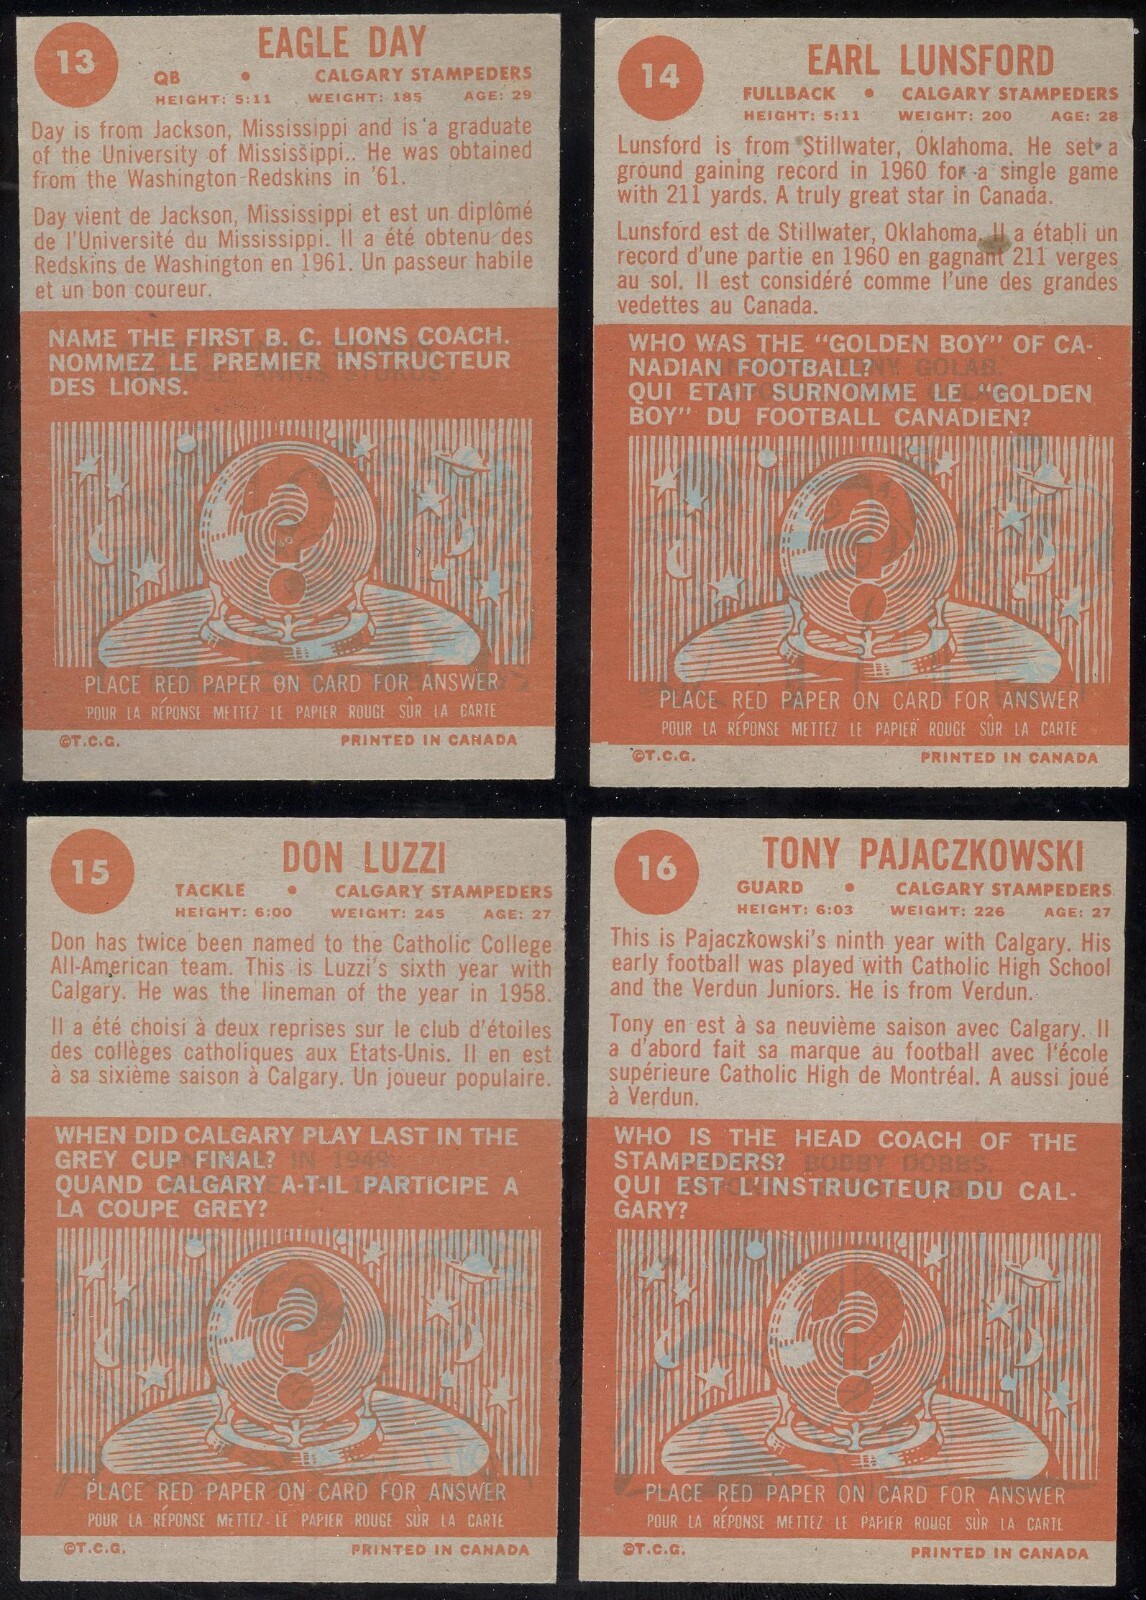 13
EAGLE DAY
QB • CALGARY STAMPEDERS
HEIGHT: 5:11 WEIGHT: 185 AGE: 29
Day is from Jackson, Mississippi and is a graduate
of the University of Mississippi.. He was obtained
from the Washington Redskins in '61.
Day vient de Jackson, Mississippi et est un diplômé
de l'Université du Mississippi. Il a été obtenu des
Redskins de Washington en 1961. Un passeur habile
et un bon coureur.
NAME THE FIRST B. C. LIONS COACH.
NOMMEZ LE PREMIER INSTRUCTEUR
DES LIONS.
ANNIS STUKUS.
PLACE RED PAPER ON CARD FOR ANSWER
POUR LA RÉPONSE METTEZ LE PAPIER ROUGE SÛR LA CARTE
©T.C.G. PRINTED IN CANADA
14
EARL LUNSFORD
FULLBACK • CALGARY STAMPEDERS
HEIGHT: 5:11 WEIGHT: 200 AGE: 28
Lunsford is from Stillwater, Oklahoma. He set a
ground gaining record in 1960 for a single game
with 211 yards. A truly great star in Canada.
Lunsford est de Stillwater, Oklahoma. Il a établi un
record d'une partie en 1960 en gagnant 211 verges
au sol. Il est considéré comme l'une des grandes
vedettes au Canada.
WHO WAS THE "GOLDEN BOY" OF CA-
NADIAN FOOTBALL?
QUI ETAIT SURNOMME LE "GOLDEN
BOY" DU FOOTBALL CANADIEN?
TONY GOLAB.
PLACE RED PAPER ON CARD FOR ANSWER
POUR LA RÉPONSE METTEZ LE PAPIER ROUGE SÛR LA CARTE
©T.C.G. PRINTED IN CANADA
15
DON LUZZI
TACKLE • CALGARY STAMPEDERS
HEIGHT: 6:00 WEIGHT: 245 AGE: 27
Don has twice been named to the Catholic College
All-American team. This is Luzzi's sixth year with
Calgary. He was the lineman of the year in 1958.
Il a été choisi à deux reprises sur le club d'étoiles
des collèges catholiques aux Etats-Unis. Il en est
à sa sixième saison à Calgary. Un joueur populaire.
WHEN DID CALGARY PLAY LAST IN THE
GREY CUP FINAL?
QUAND CALGARY A-T-IL PARTICIPE A
LA COUPE GREY?
IN 1949.
PLACE RED PAPER ON CARD FOR ANSWER
POUR LA RÉPONSE METTEZ LE PAPIER ROUGE SÛR LA CARTE
©T.C.G. PRINTED IN CANADA
16
TONY PAJACZKOWSKI
GUARD • CALGARY STAMPEDERS
HEIGHT: 6:03 WEIGHT: 226 AGE: 27
This is Pajaczkowski's ninth year with Calgary. His
early football was played with Catholic High School
and the Verdun Juniors. He is from Verdun.
Tony en est à sa neuvième saison avec Calgary. Il
a d'abord fait sa marque au football avec l'école
supérieure Catholic High de Montréal. A aussi joué
à Verdun.
WHO IS THE HEAD COACH OF THE
STAMPEDERS?
QUI EST L'INSTRUCTEUR DU CAL-
GARY?
BOBBY DOBBS.
PLACE RED PAPER ON CARD FOR ANSWER
POUR LA RÉPONSE METTEZ LE PAPIER ROUGE SÛR LA CARTE
©T.C.G. PRINTED IN CANADA